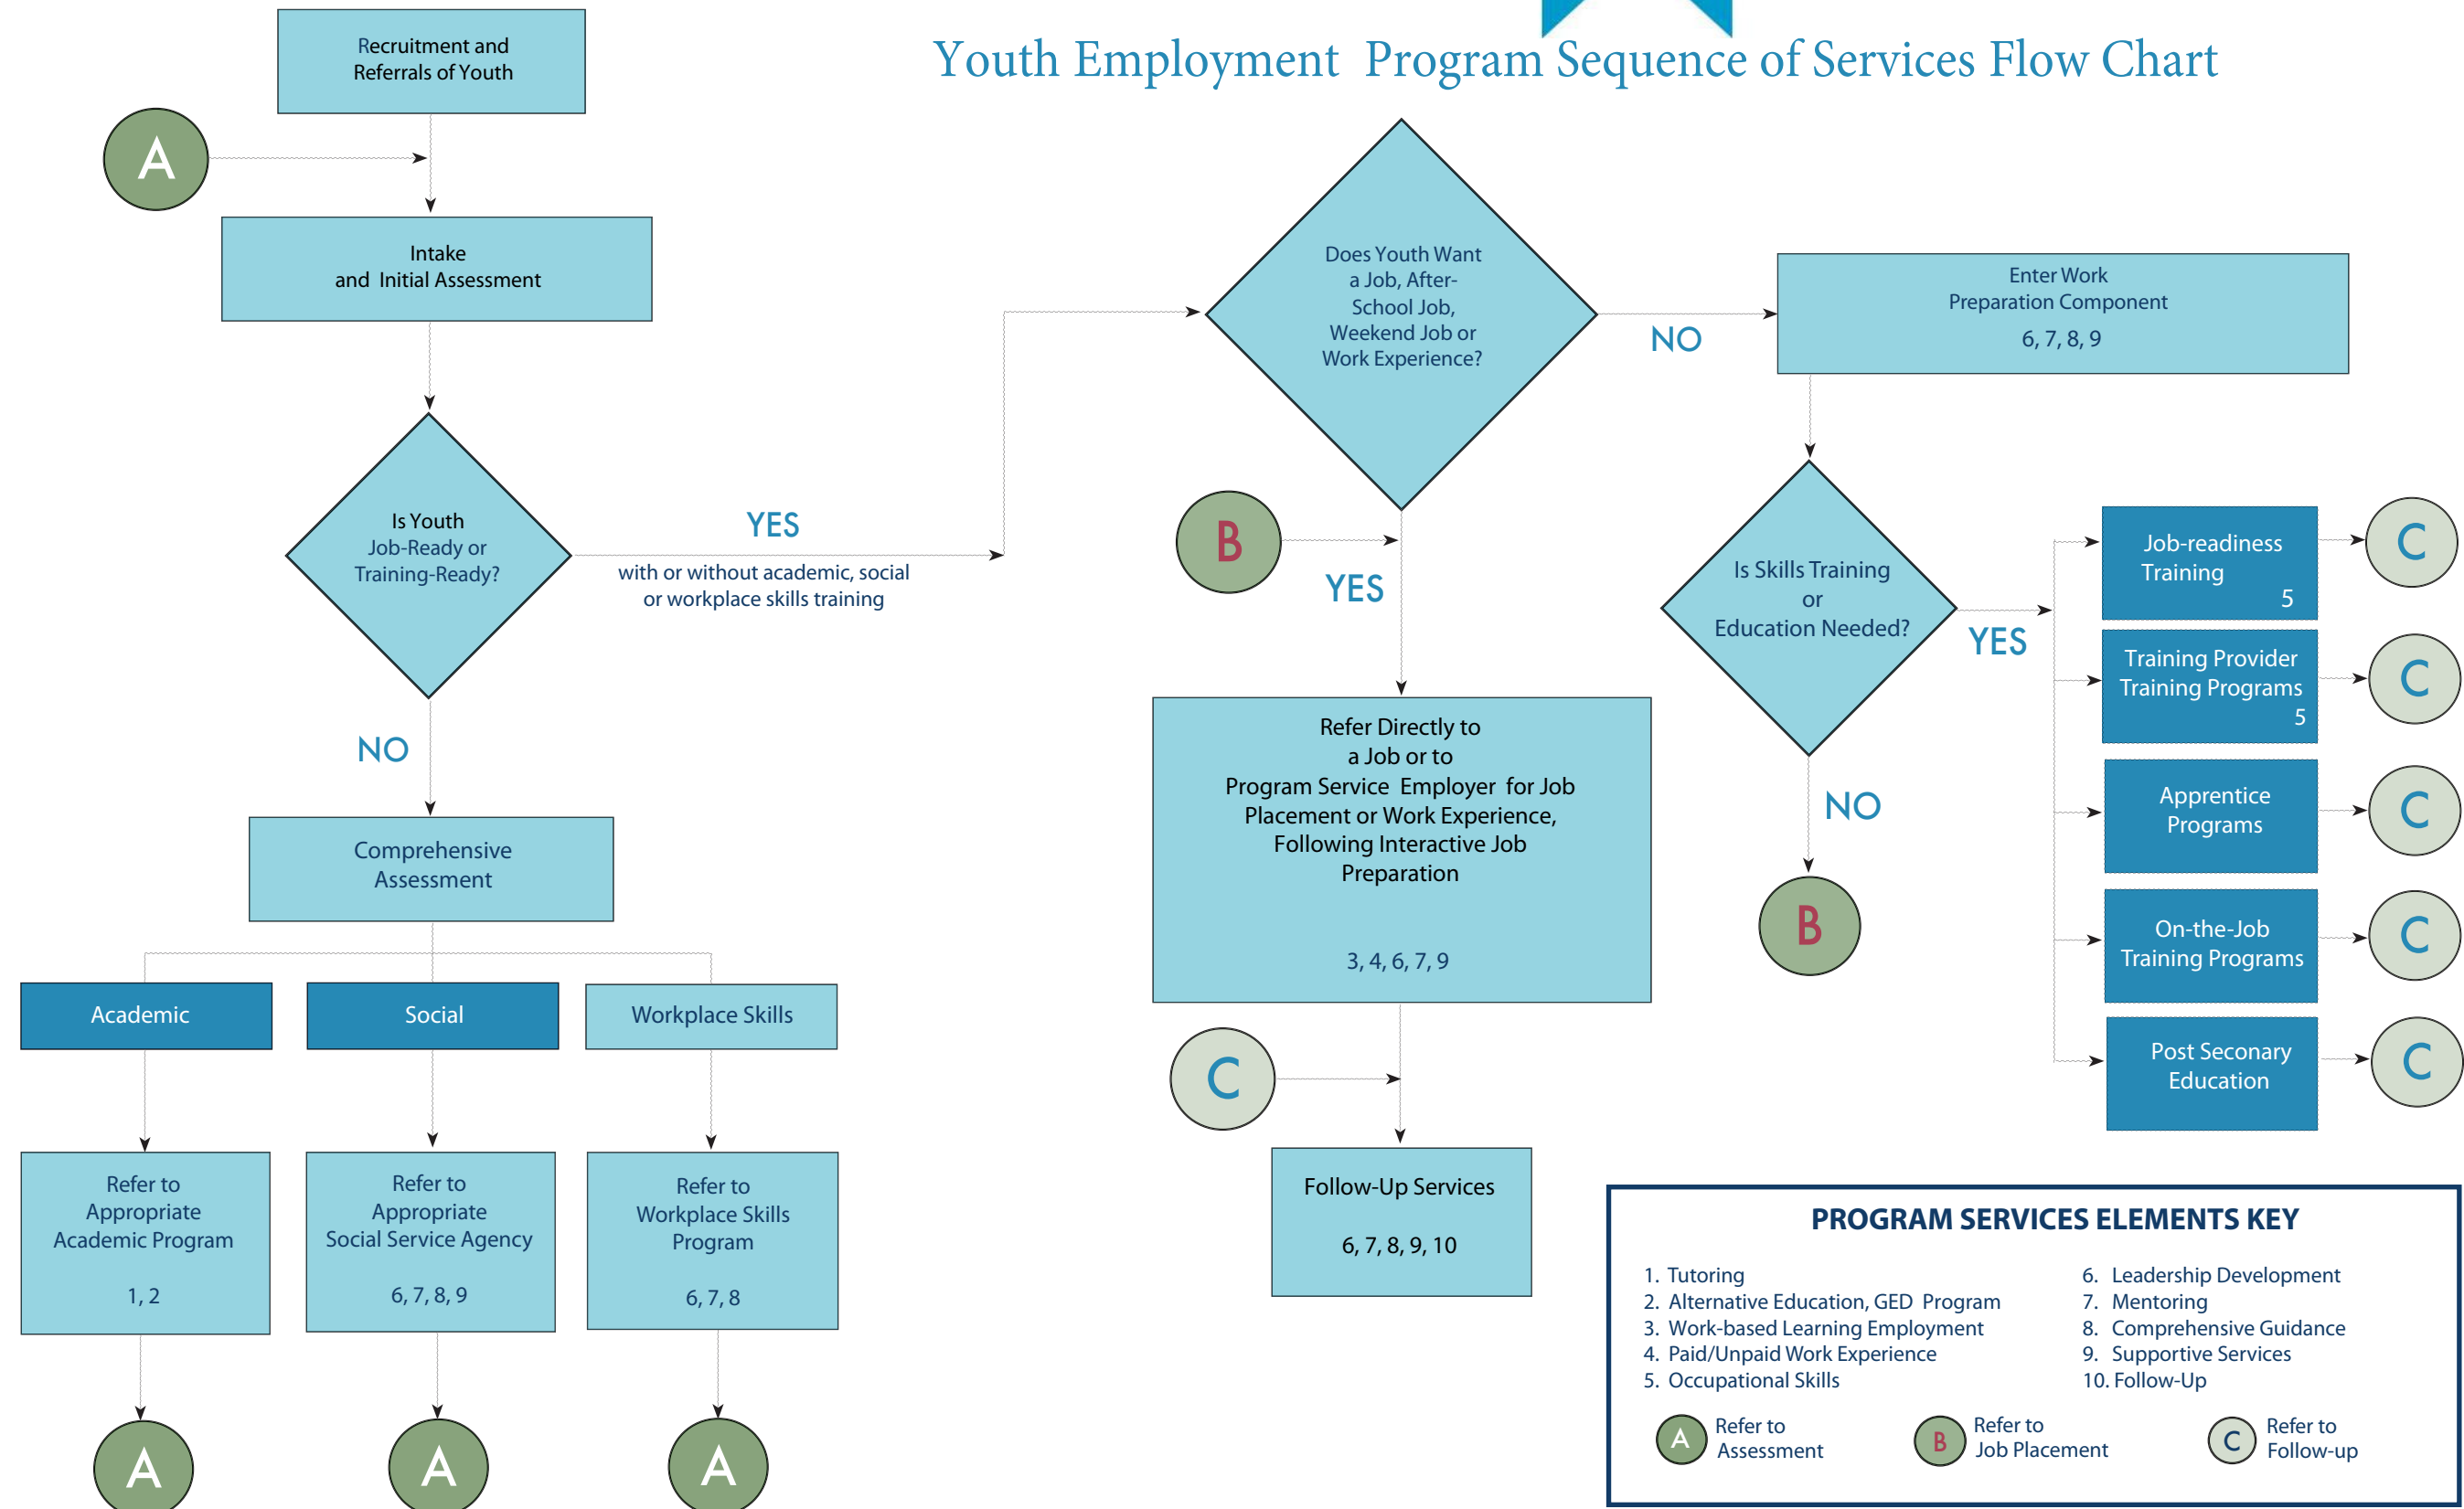 Youth Employment  Program Sequence of Services Flow Chart
Recruitment and
Referrals of Youth
A
Intake
and  Initial Assessment
Is Youth
Job-Ready or
Training-Ready?
YES
with or without academic, social
or workplace skills training
NO
Comprehensive
Assessment
Academic
Social
Workplace Skills
Refer to
Appropriate
Academic Program
1, 2
Refer to
Appropriate
Social Service Agency
6, 7, 8, 9
Refer to
Workplace Skills
Program
6, 7, 8
A
A
A
Does Youth Want
a Job, After-
School Job,
Weekend Job or
Work Experience?
NO
B
YES
Refer Directly to
a Job or to
Program Service  Employer  for Job
Placement or Work Experience,
Following Interactive Job
Preparation
3, 4, 6, 7, 9
C
Follow-Up Services
6, 7, 8, 9, 10
Enter Work
Preparation Component
6, 7, 8, 9
Is Skills Training
or
Education Needed?
YES
NO
B
Job-readiness
Training
5
C
Training Provider
Training Programs
5
C
Apprentice
Programs
C
On-the-Job
Training Programs
C
Post Seconary
Education
C
PROGRAM SERVICES ELEMENTS KEY
1. Tutoring
2. Alternative Education, GED  Program
3. Work-based Learning Employment
4. Paid/Unpaid Work Experience
5. Occupational Skills
6. Leadership Development
7. Mentoring
8. Comprehensive Guidance
9. Supportive Services
10. Follow-Up
A
Refer to
Assessment
B
Refer to
Job Placement
C
Refer to
Follow-up